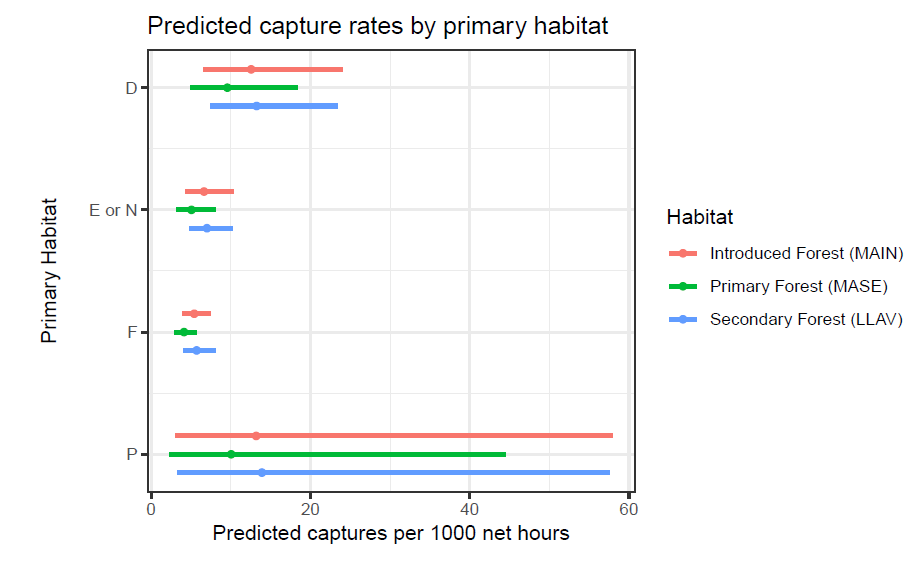 Predicted capture rates by primary habitat
D
E or N
F
P
Primary Habitat
0 20 40 60
Predicted captures per 1000 net hours
Habitat
Introduced Forest (MAIN)
Primary Forest (MASE)
Secondary Forest (LLAV)